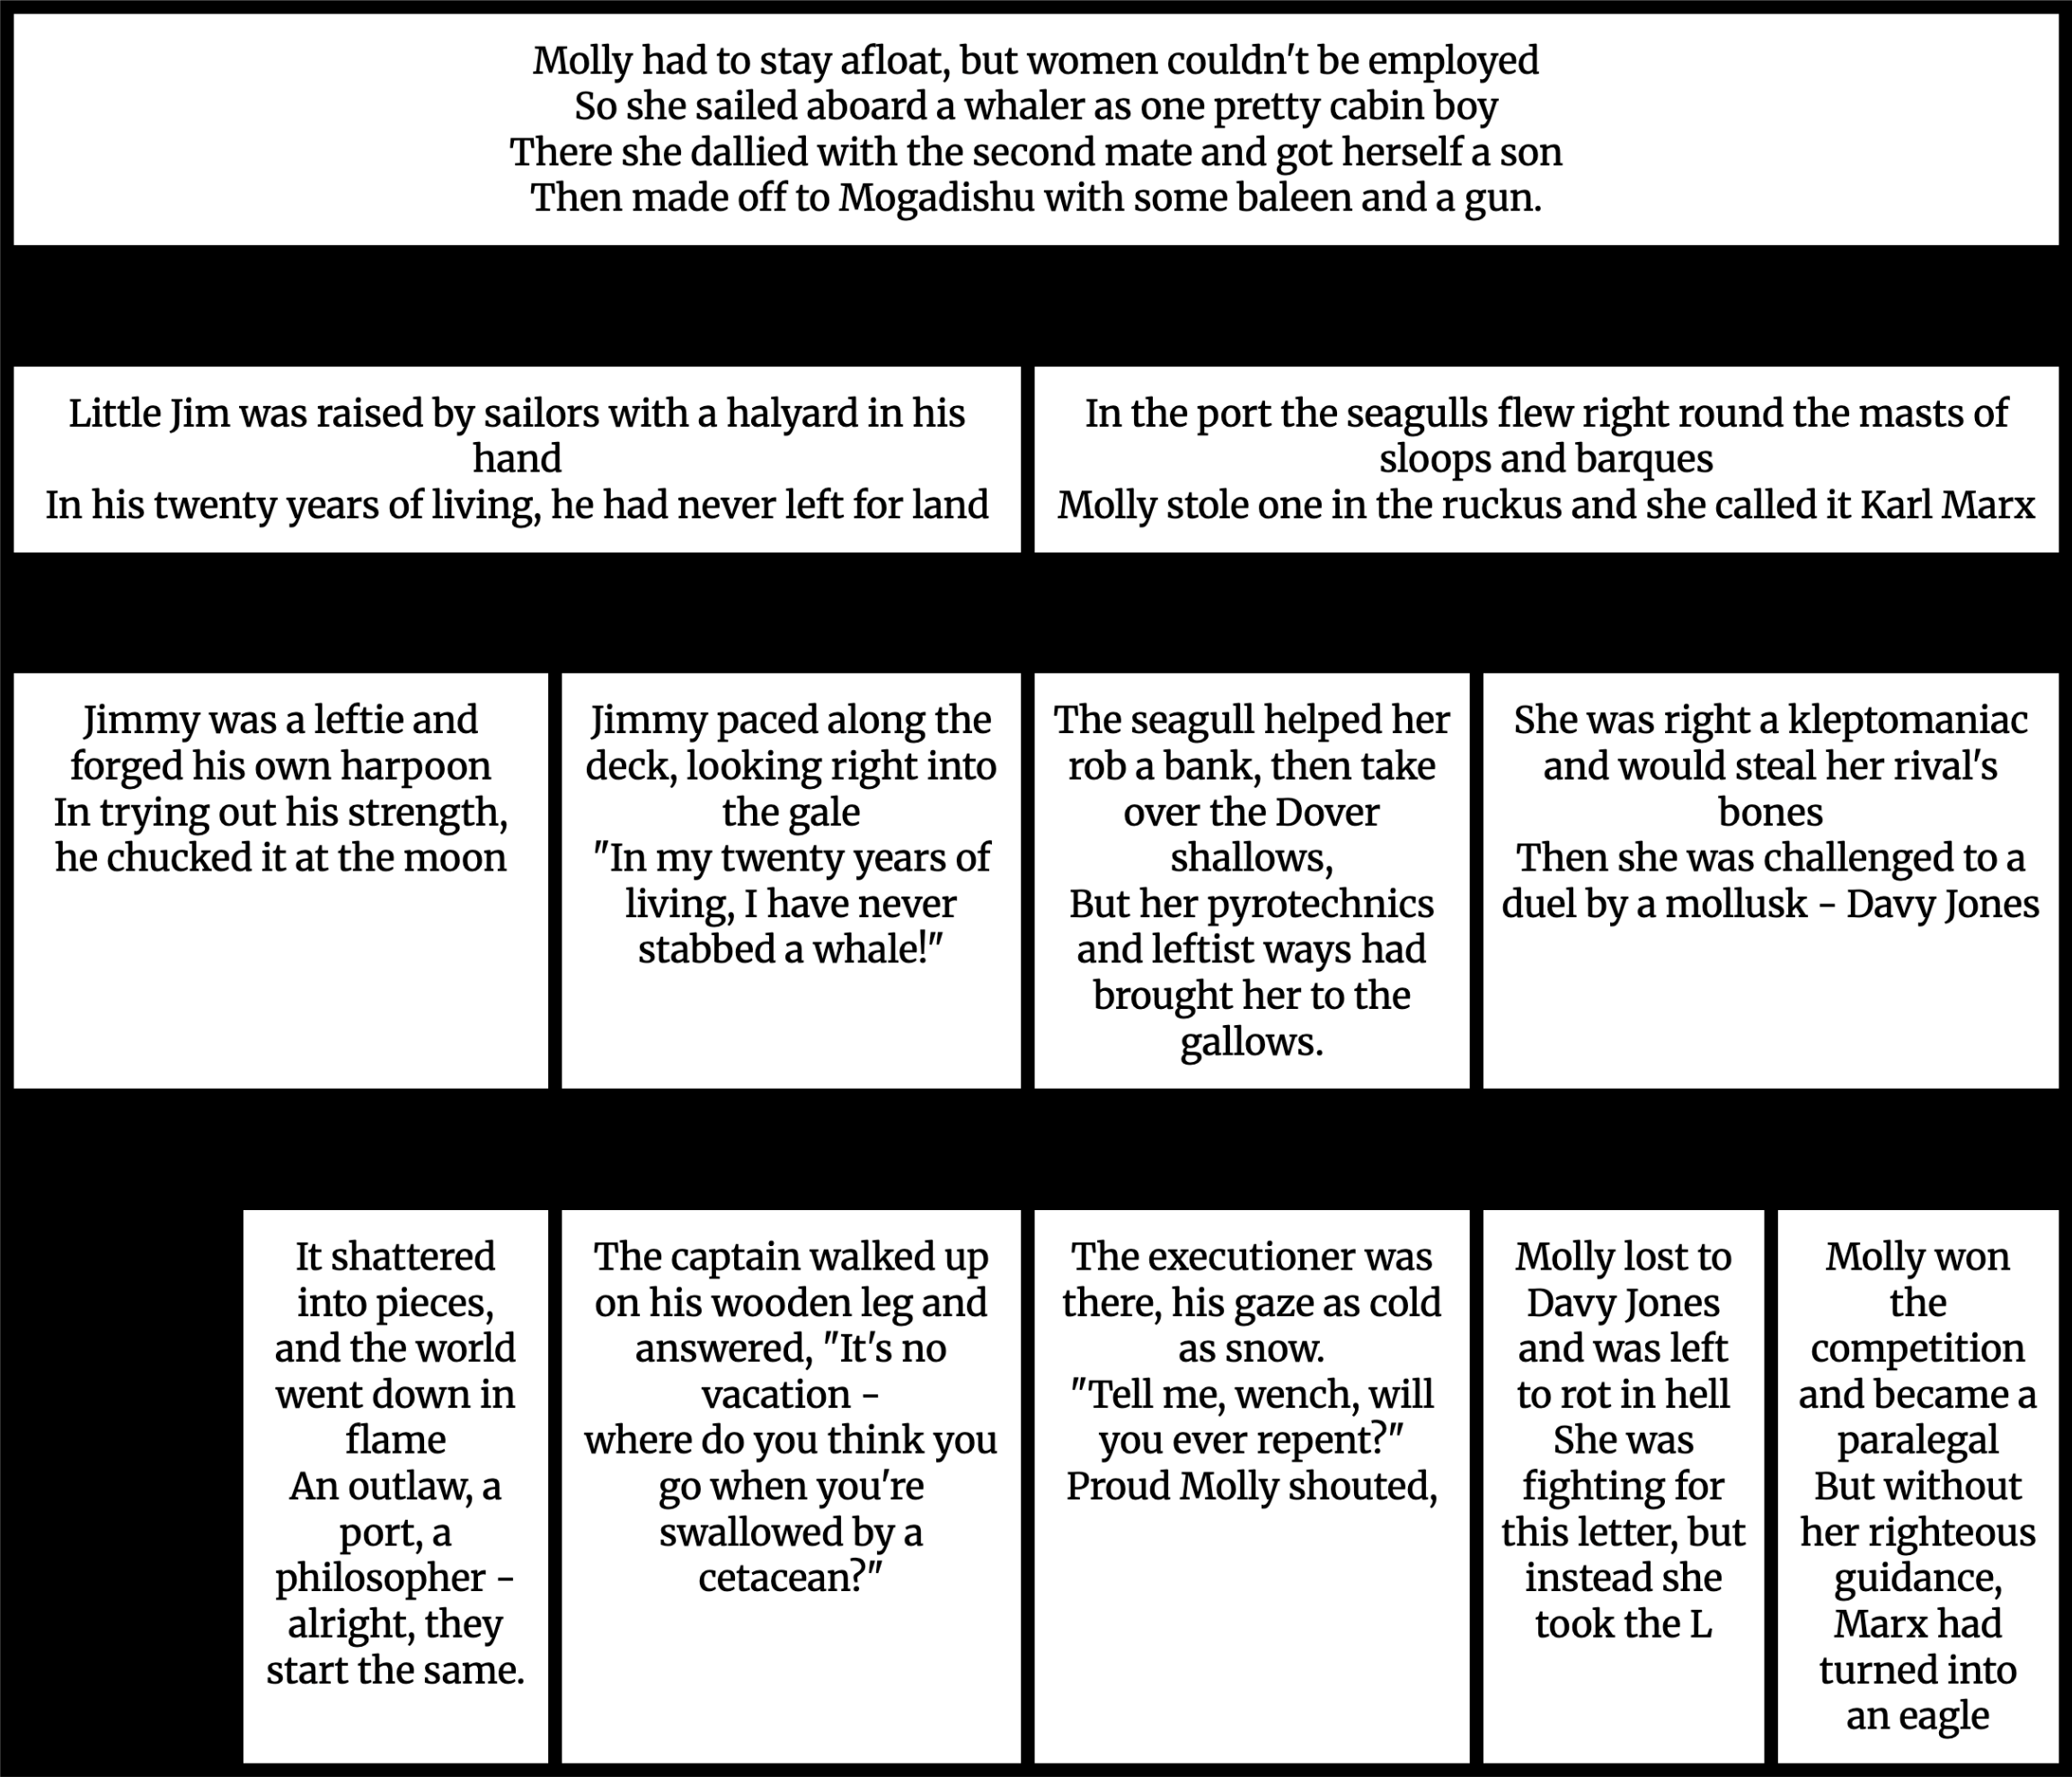 Molly had to stay afloat, but women couldn't be employed
So she sailed aboard a whaler as one pretty cabin boy
There she dallied with the second mate and got herself a son
Then made off to Mogadishu with some baleen and a gun.
Little Jim was raised by sailors with a halyard in his
hand
In his twenty years of living, he had never left for land
In the port the seagulls flew right round the masts of
sloops and barques
Molly stole one in the ruckus and she called it Karl Marx
Jimmy was a leftie and
forged his own harpoon
In trying out his strength,
he chucked it at the moon
Jimmy paced along the
deck, looking right into
the gale
"In my twenty years of
living, I have never
stabbed a whale!"
The seagull helped her
rob a bank, then take
over the Dover
shallows,
But her pyrotechnics
and leftist ways had
brought her to the
gallows.
She was right a kleptomaniac
and would steal her rival's
bones
Then she was challenged to a
duel by a mollusk - Davy Jones
It shattered
into pieces,
and the world
went down in
flame
An outlaw, a
port, a
philosopher -
alright, they
start the same.
The captain walked up
on his wooden leg and
answered, "It's no
vacation -
where do you think you
go when you're
swallowed by a
cetacean?"
The executioner was
there, his gaze as cold
as snow.
"Tell me, wench, will
you ever repent?"
Proud Molly shouted,
Molly lost to
Davy Jones
and was left
to rot in hell
She was
fighting for
this letter, but
instead she
took the L
Molly won
the
competition
and became a
paralegal
But without
her righteous
guidance,
Marx had
turned into
an eagle